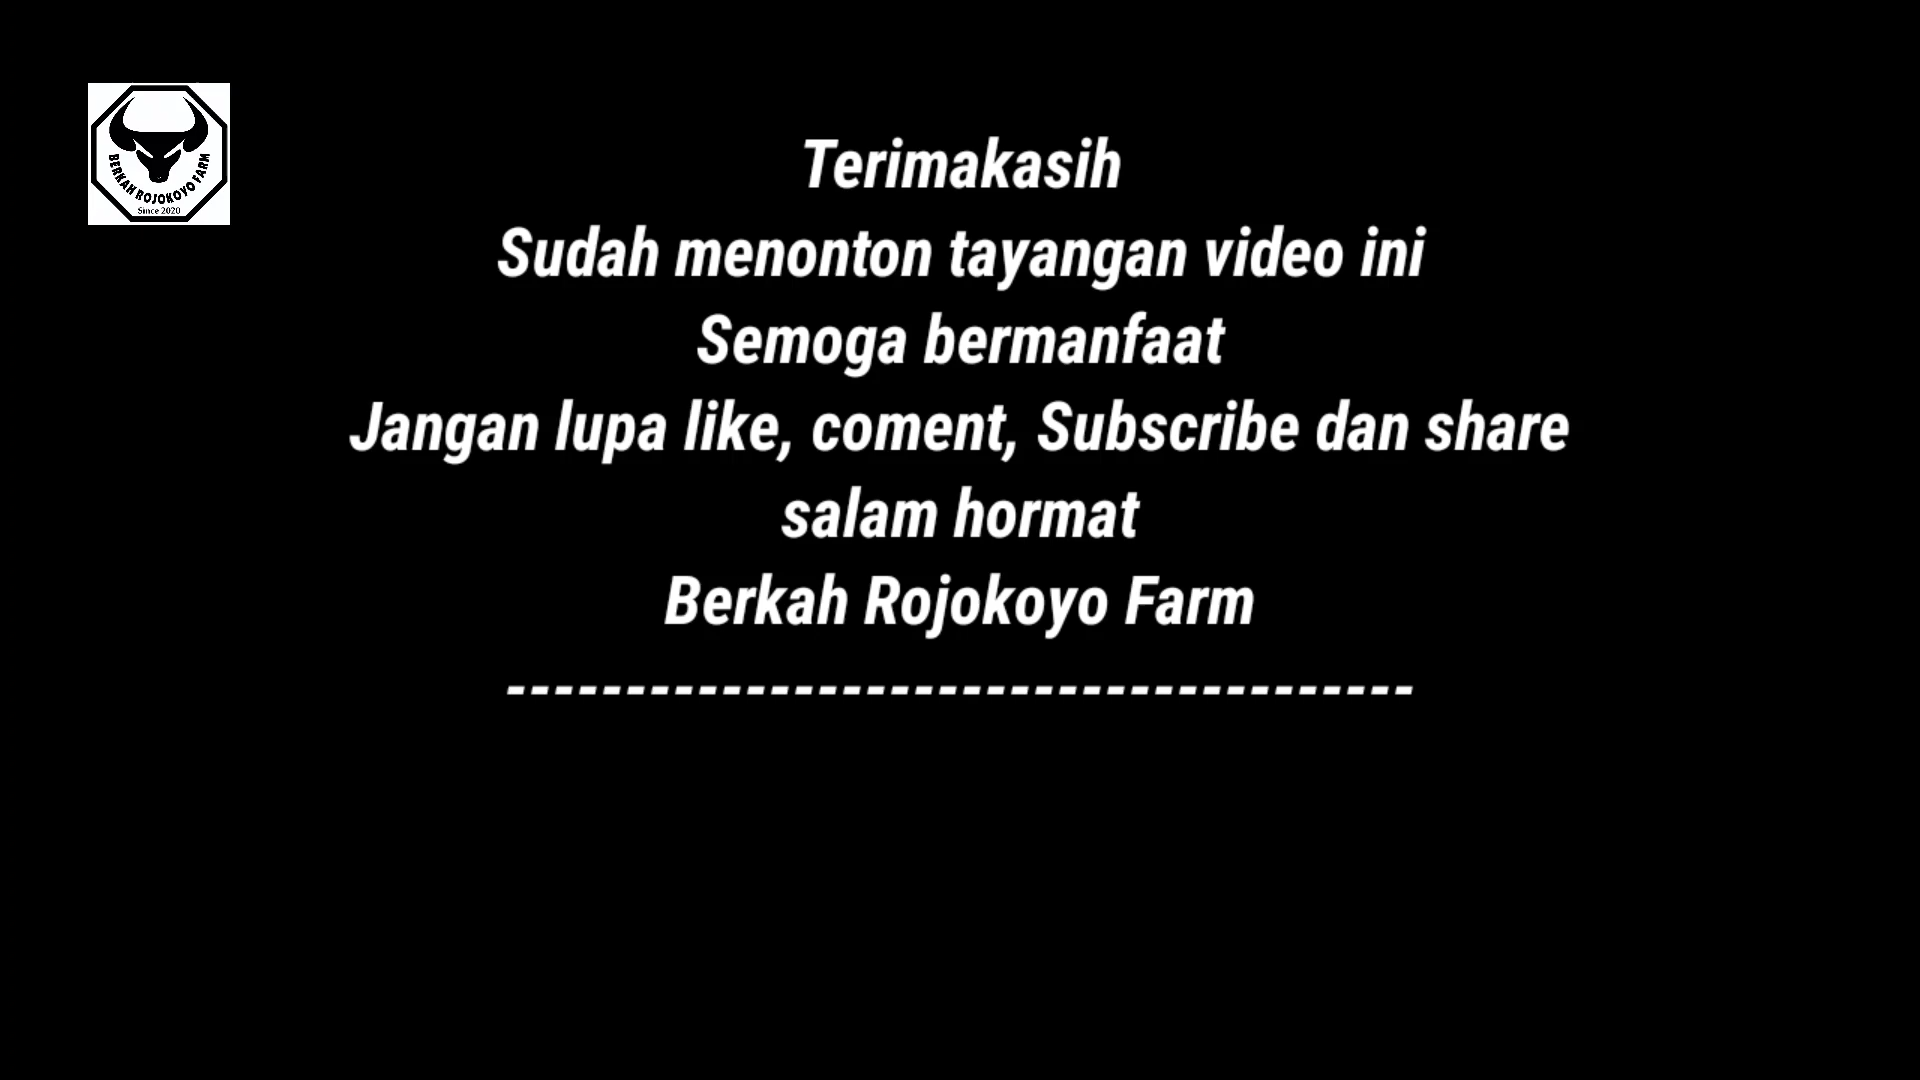 BERKAH ROJOKOYO FARM
Since 2020
Terimakasih
Sudah menonton tayangan video ini
Semoga bermanfaat
Jangan lupa like, coment, Subscribe dan share
salam hormat
Berkah Rojokoyo Farm
--------------------------------------